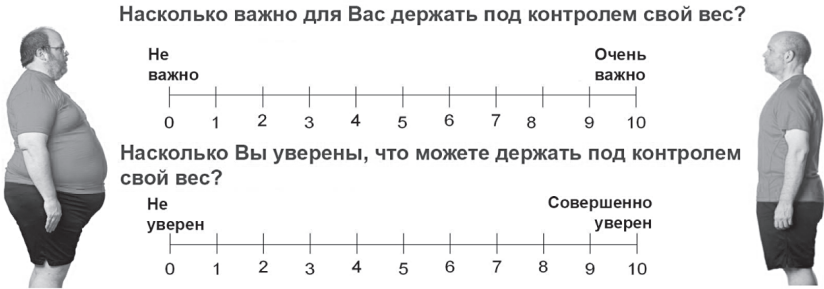 Насколько важно для Вас держать под контролем свой вес?
Не важно
Очень важно
0 1 2 3 4 5 6 7 8 9 10
Насколько Вы уверены, что можете держать под контролем
свой вес?
Не уверен
Совершенно уверен
0 1 2 3 4 5 6 7 8 9 10